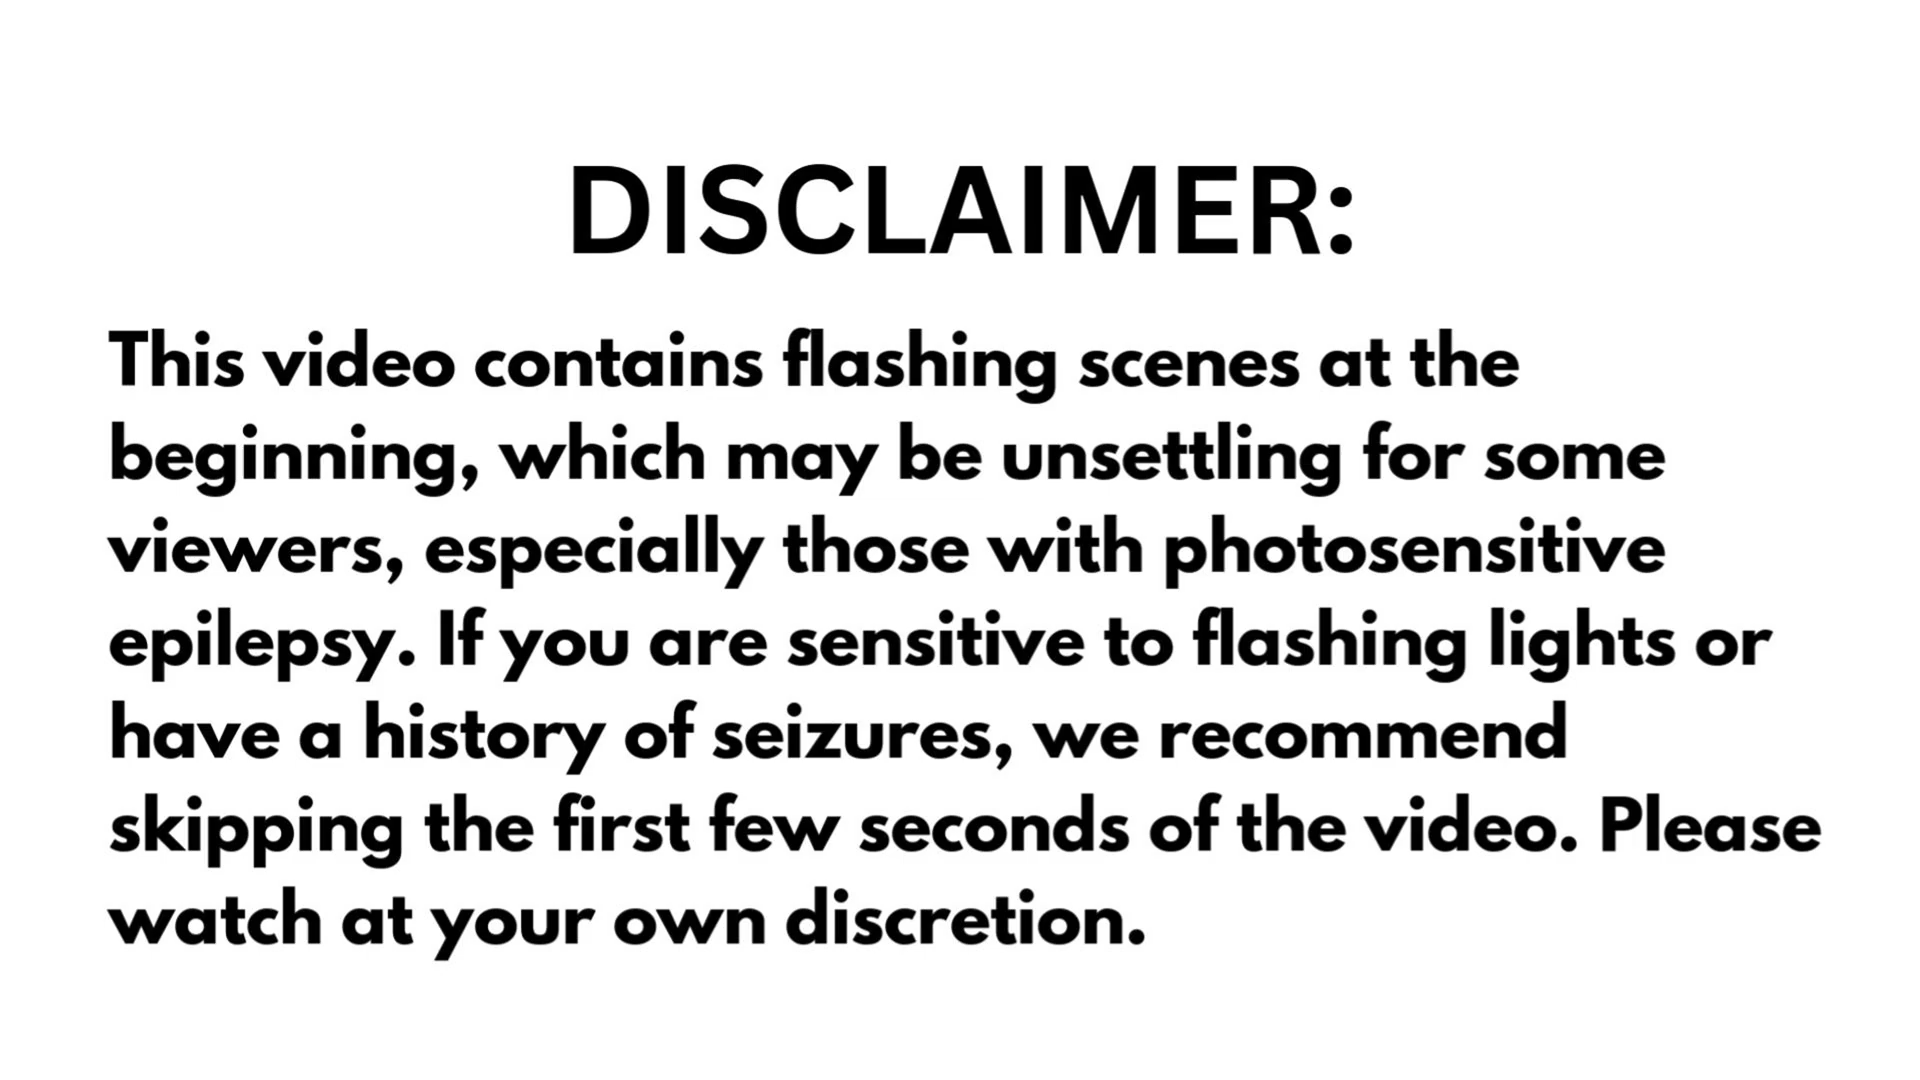 DISCLAIMER:
This video contains flashing scenes at the
beginning, which may be unsettling for some
viewers, especially those with photosensitive
epilepsy. If you are sensitive to flashing lights or
have a history of seizures, we recommend
skipping the first few seconds of the video. Please
watch at your own discretion.